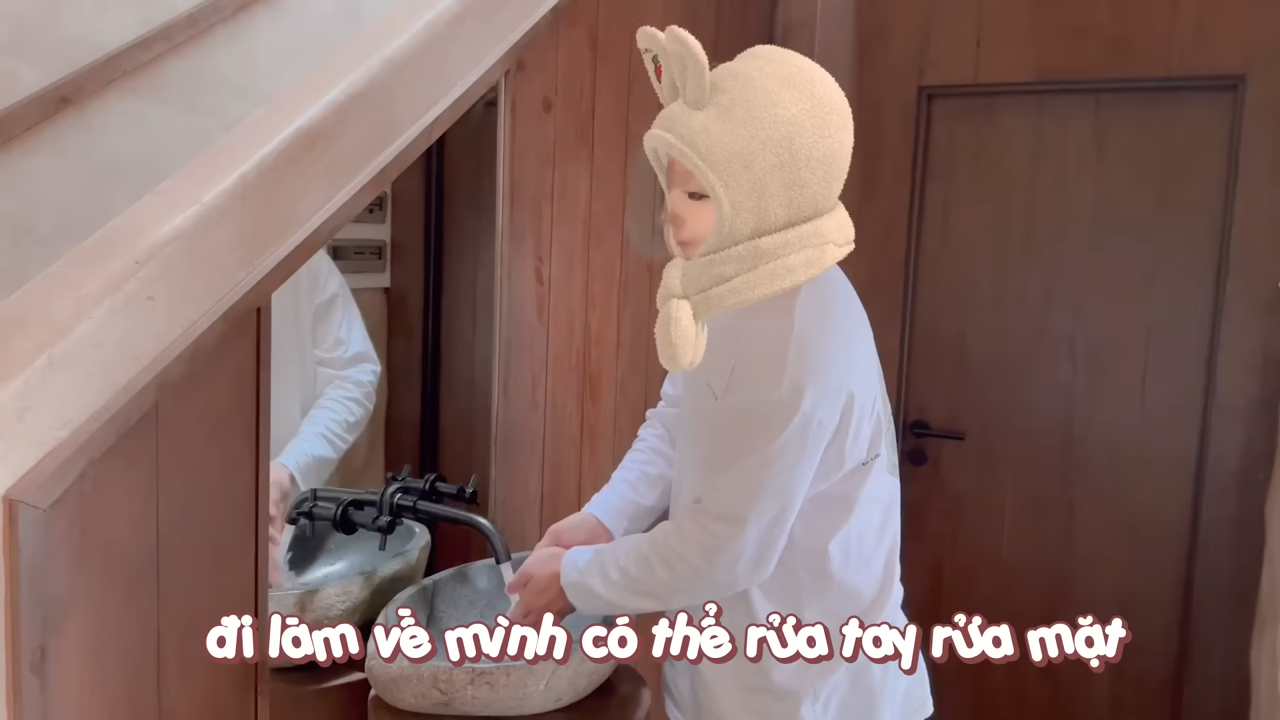 đi làm về mình có thể rửa tay rửa mặt